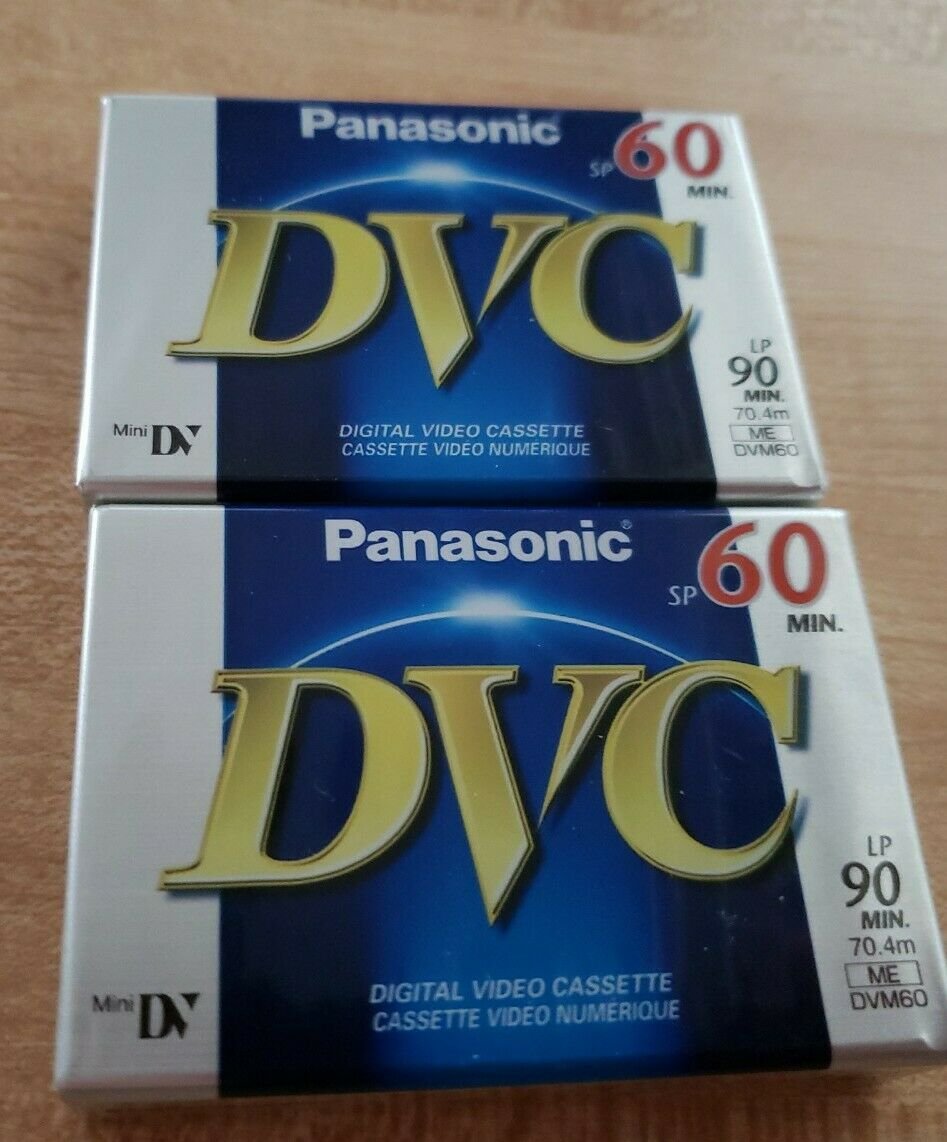 Panasonic
SP 60
MIN.
DVC
LP
90
MIN.
70.4m
ME
DVM60
Mini DV
DIGITAL VIDEO CASSETTE
CASSETTE VIDEO NUMÉRIQUE
Panasonic®
SP 60
MIN.
DVC
LP
90
MIN.
70.4m
ME
DVM60
Mini DV
DIGITAL VIDEO CASSETTE
CASSETTE VIDEO NUMÉRIQUE